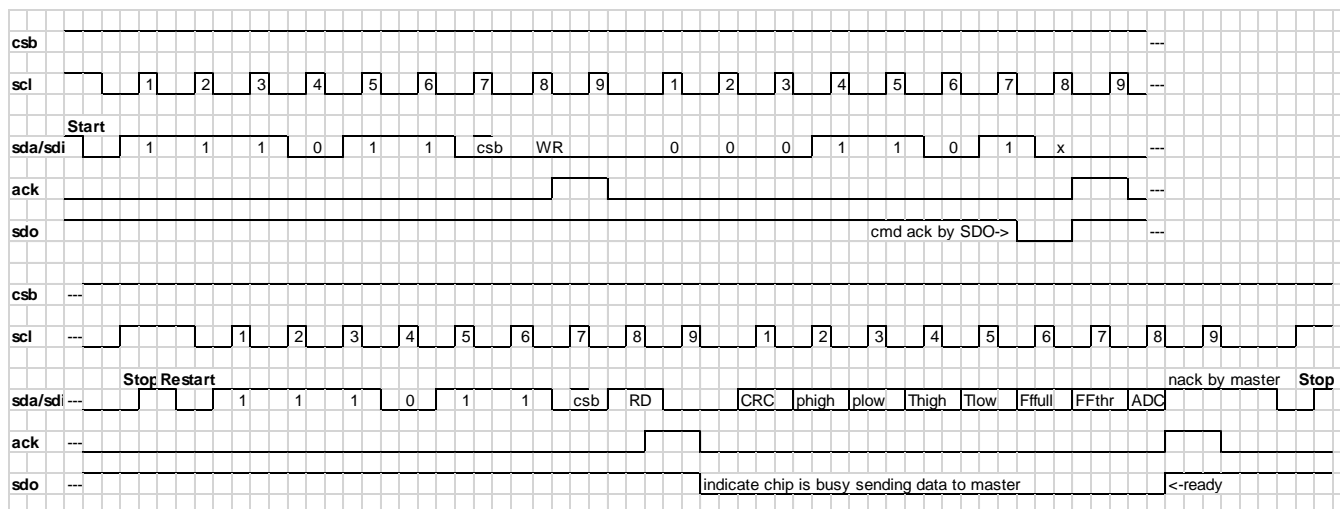 csb ---
scl 1 2 3 4 5 6 7 8 9 1 2 3 4 5 6 7 8 9 ---
Start
sda/sdi 1 1 1 0 1 1 csb WR 0 0 0 1 1 0 1 x ---
ack ---
sdo cmd ack by SDO-> ---
csb ---
scl --- 1 2 3 4 5 6 7 8 9 1 2 3 4 5 6 7 8 9
Stop Restart nack by master Stop
sda/sdi --- 1 1 1 0 1 1 csb RD CRC phigh plow Thigh Tlow Fffull FFthr ADC
ack ---
sdo --- indicate chip is busy sending data to master <-ready